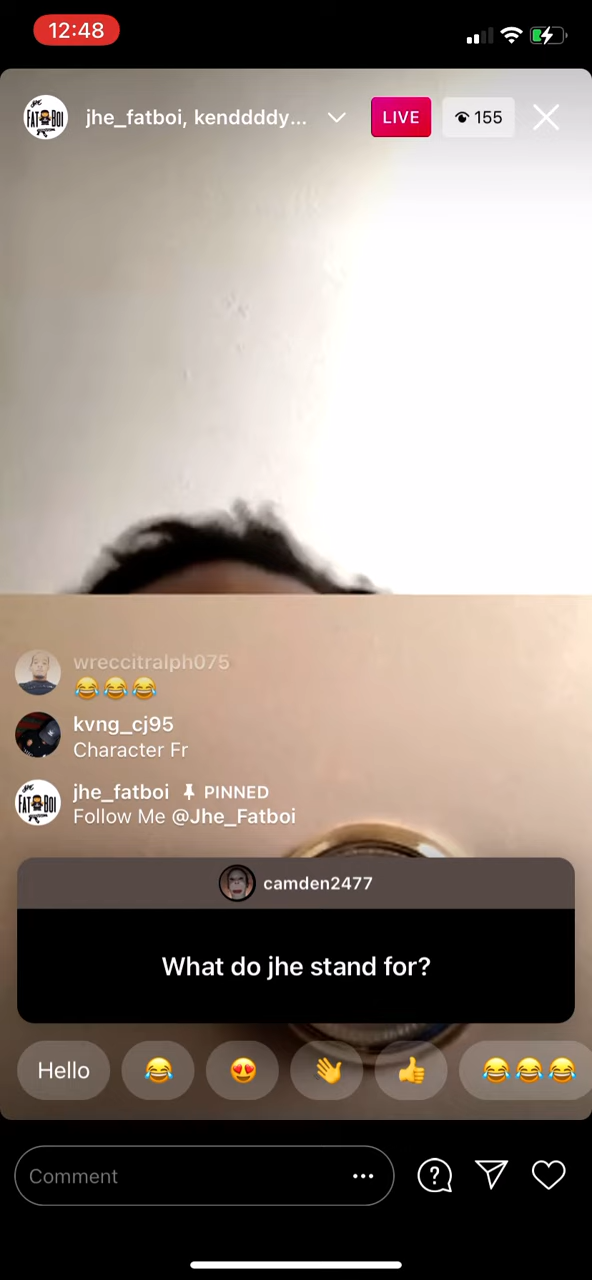 12:48
jhe_fatboi, kenddddy...
LIVE
155
wreccitralph075
😂😂😂
kvng_cj95
Character Fr
jhe_fatboi PINNED
Follow Me @Jhe_Fatboi
camden2477
What do jhe stand for?
Hello 😂 😍 👋 👍 😂😂😂
Comment